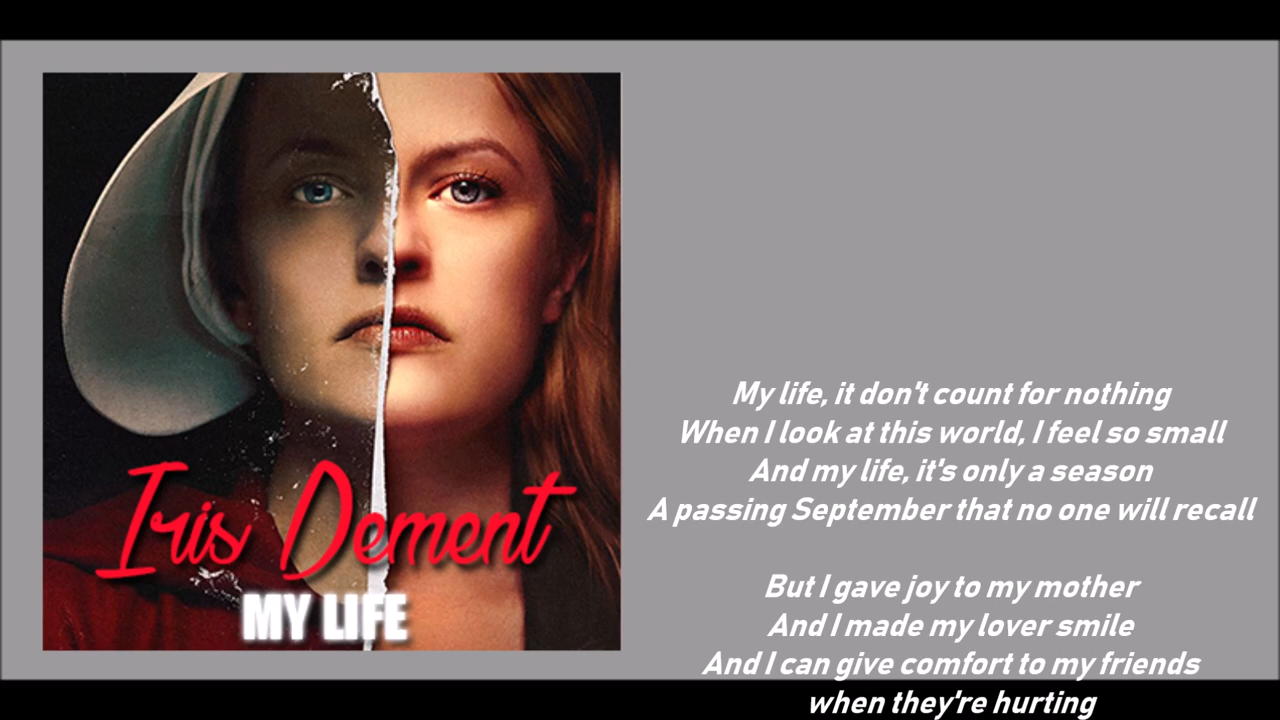 Iris Dement
MY LIFE
My life, it don't count for nothing
When I look at this world, I feel so small
And my life, it's only a season
A passing September that no one will recall
But I gave joy to my mother
And I made my lover smile
And I can give comfort to my friends
when they're hurting